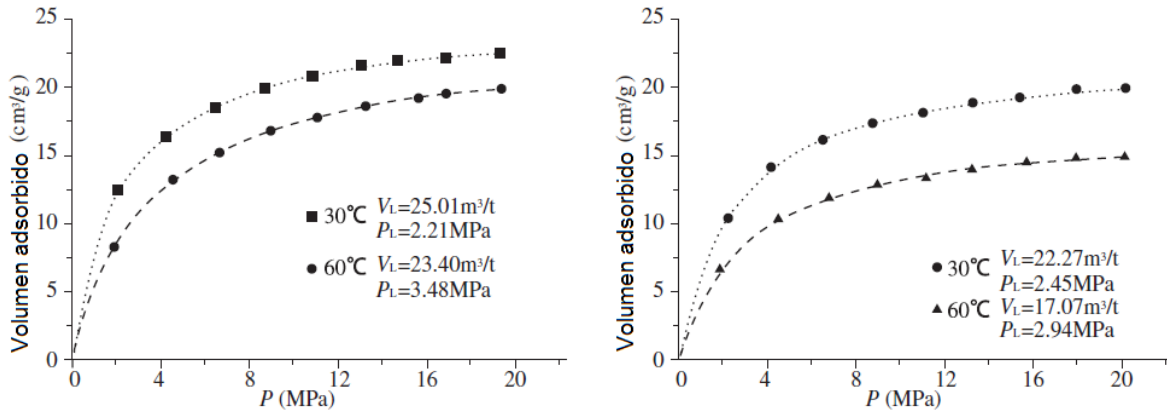 25
20
15
10
5
0
Volumen adsorbido (cm³/g)
0 4 8 12 16 20
P (MPa)
30℃ VL=25.01m³/t
PL=2.21MPa
60℃ VL=23.40m³/t
PL=3.48MPa
25
20
15
10
5
0
Volumen adsorbido (cm³/g)
0 4 8 12 16 20
P (MPa)
30℃ VL=22.27m³/t
PL=2.45MPa
60℃ VL=17.07m³/t
PL=2.94MPa